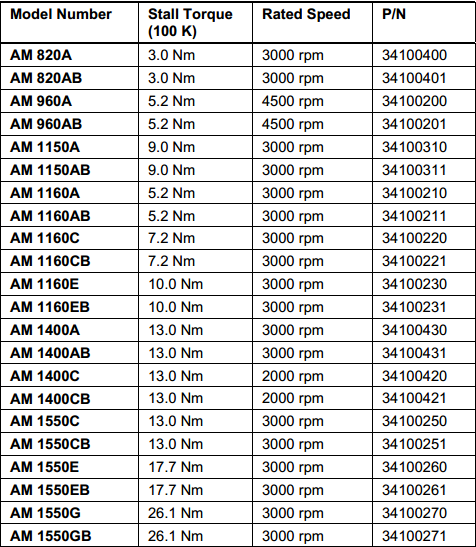 Model Number Stall Torque (100 K) Rated Speed P/N
AM 820A 3.0 Nm 3000 rpm 34100400
AM 820AB 3.0 Nm 3000 rpm 34100401
AM 960A 5.2 Nm 4500 rpm 34100200
AM 960AB 5.2 Nm 4500 rpm 34100201
AM 1150A 9.0 Nm 3000 rpm 34100310
AM 1150AB 9.0 Nm 3000 rpm 34100311
AM 1160A 5.2 Nm 3000 rpm 34100210
AM 1160AB 5.2 Nm 3000 rpm 34100211
AM 1160C 7.2 Nm 3000 rpm 34100220
AM 1160CB 7.2 Nm 3000 rpm 34100221
AM 1160E 10.0 Nm 3000 rpm 34100230
AM 1160EB 10.0 Nm 3000 rpm 34100231
AM 1400A 13.0 Nm 3000 rpm 34100430
AM 1400AB 13.0 Nm 3000 rpm 34100431
AM 1400C 13.0 Nm 2000 rpm 34100420
AM 1400CB 13.0 Nm 2000 rpm 34100421
AM 1550C 13.0 Nm 3000 rpm 34100250
AM 1550CB 13.0 Nm 3000 rpm 34100251
AM 1550E 17.7 Nm 3000 rpm 34100260
AM 1550EB 17.7 Nm 3000 rpm 34100261
AM 1550G 26.1 Nm 3000 rpm 34100270
AM 1550GB 26.1 Nm 3000 rpm 34100271